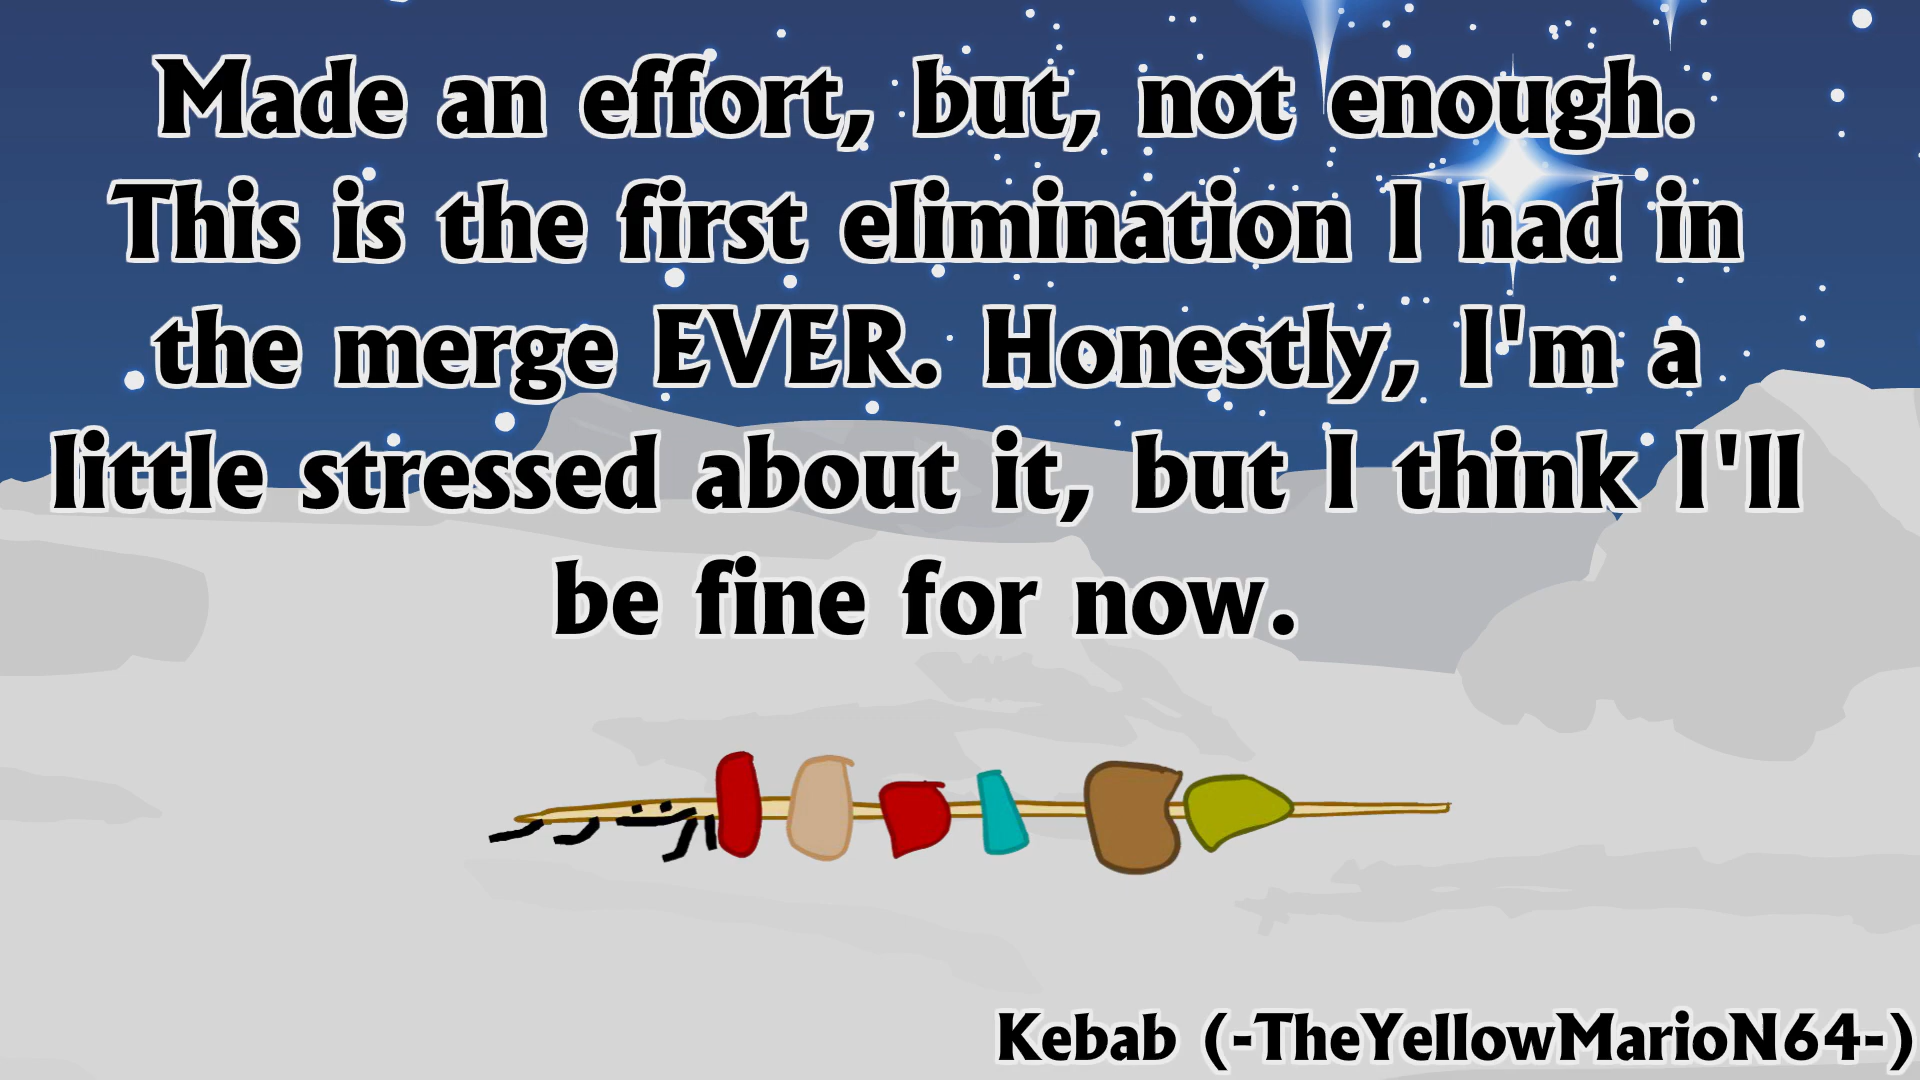 Made an effort, but, not enough.
This is the first elimination I had in
the merge EVER. Honestly, I'm a
little stressed about it, but I think I'll
be fine for now.
Kebab (-TheYellowMarioN64-)